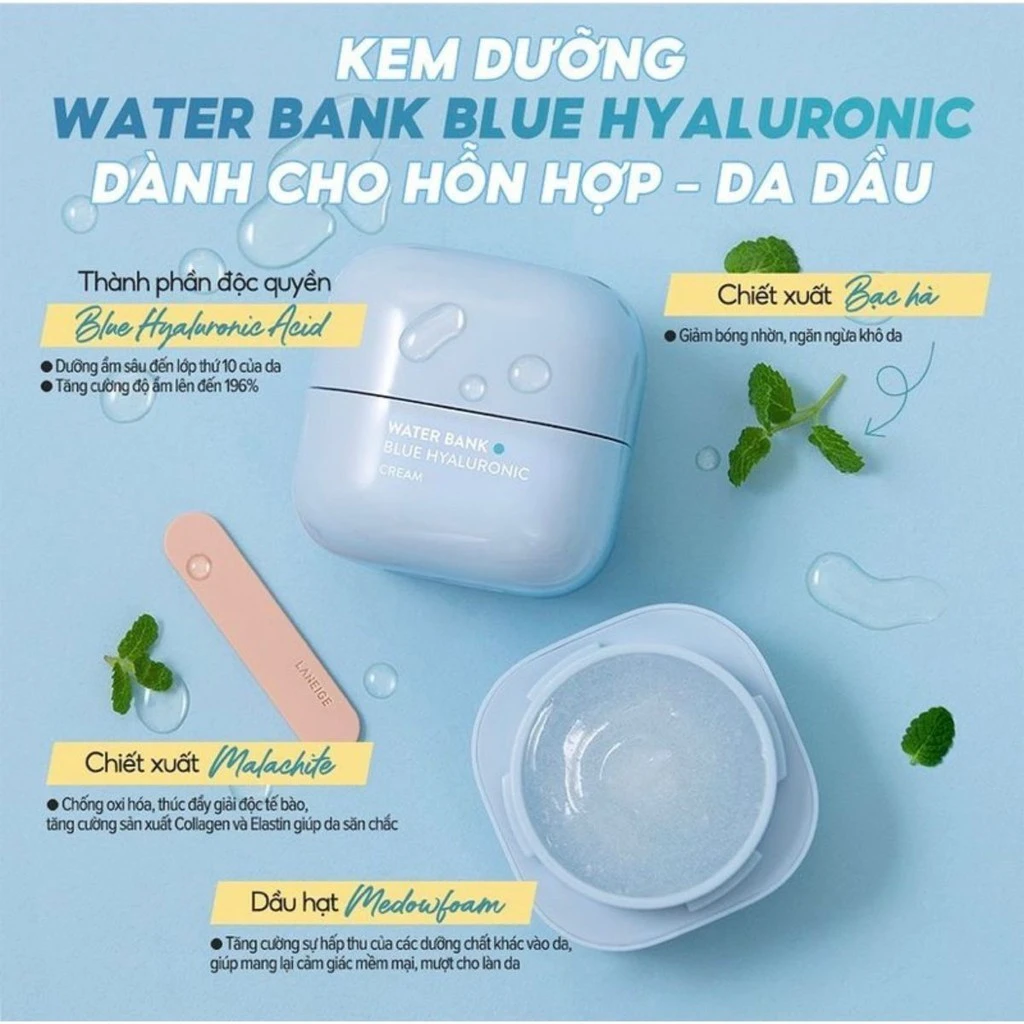 KEM DƯỠNG
WATER BANK BLUE HYALURONIC
DÀNH CHO HỖN HỢP – DA DẦU
Thành phần độc quyền
Blue Hyaluronic Acid
● Dưỡng ẩm sâu đến lớp thứ 10 của da
● Tăng cường độ ẩm lên đến 196%
Chiết xuất Bạc hà
● Giảm bóng nhờn, ngăn ngừa khô da
WATER BANK
BLUE HYALURONIC
CREAM
LANEIGE
Chiết xuất Malachite
● Chống oxi hóa, thúc đẩy giải độc tế bào,
tăng cường sản xuất Collagen và Elastin giúp da săn chắc
Dầu hạt Medowfoam
● Tăng cường sự hấp thu của các dưỡng chất khác vào da,
giúp mang lại cảm giác mềm mại, mượt cho làn da